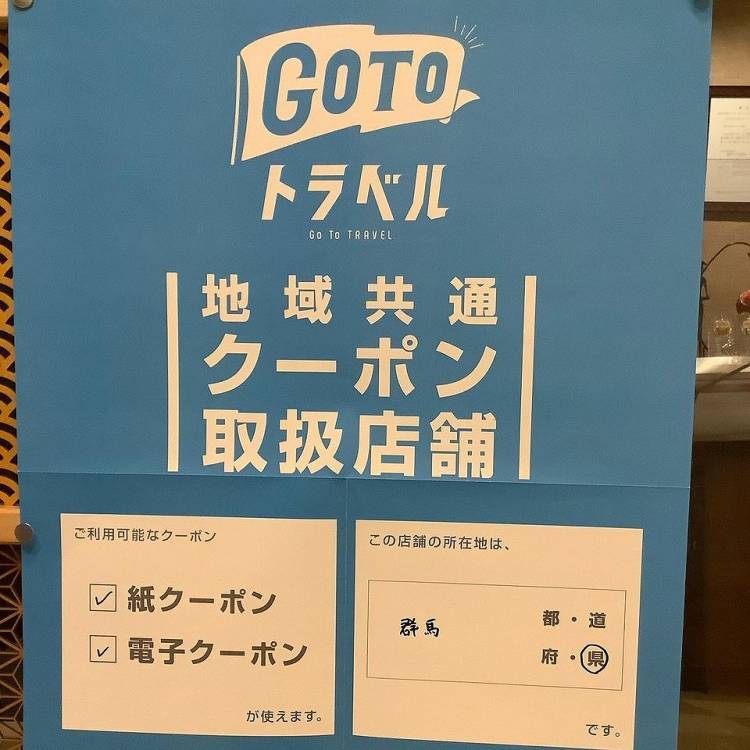 GOTO
トラベル
GO TO TRAVEL
地域共通
クーポン
取扱店舗
ご利用可能なクーポン
✓ 紙クーポン
✓ 電子クーポン
が使えます。
この店舗の所在地は、
群馬
都・道
府・県
です。